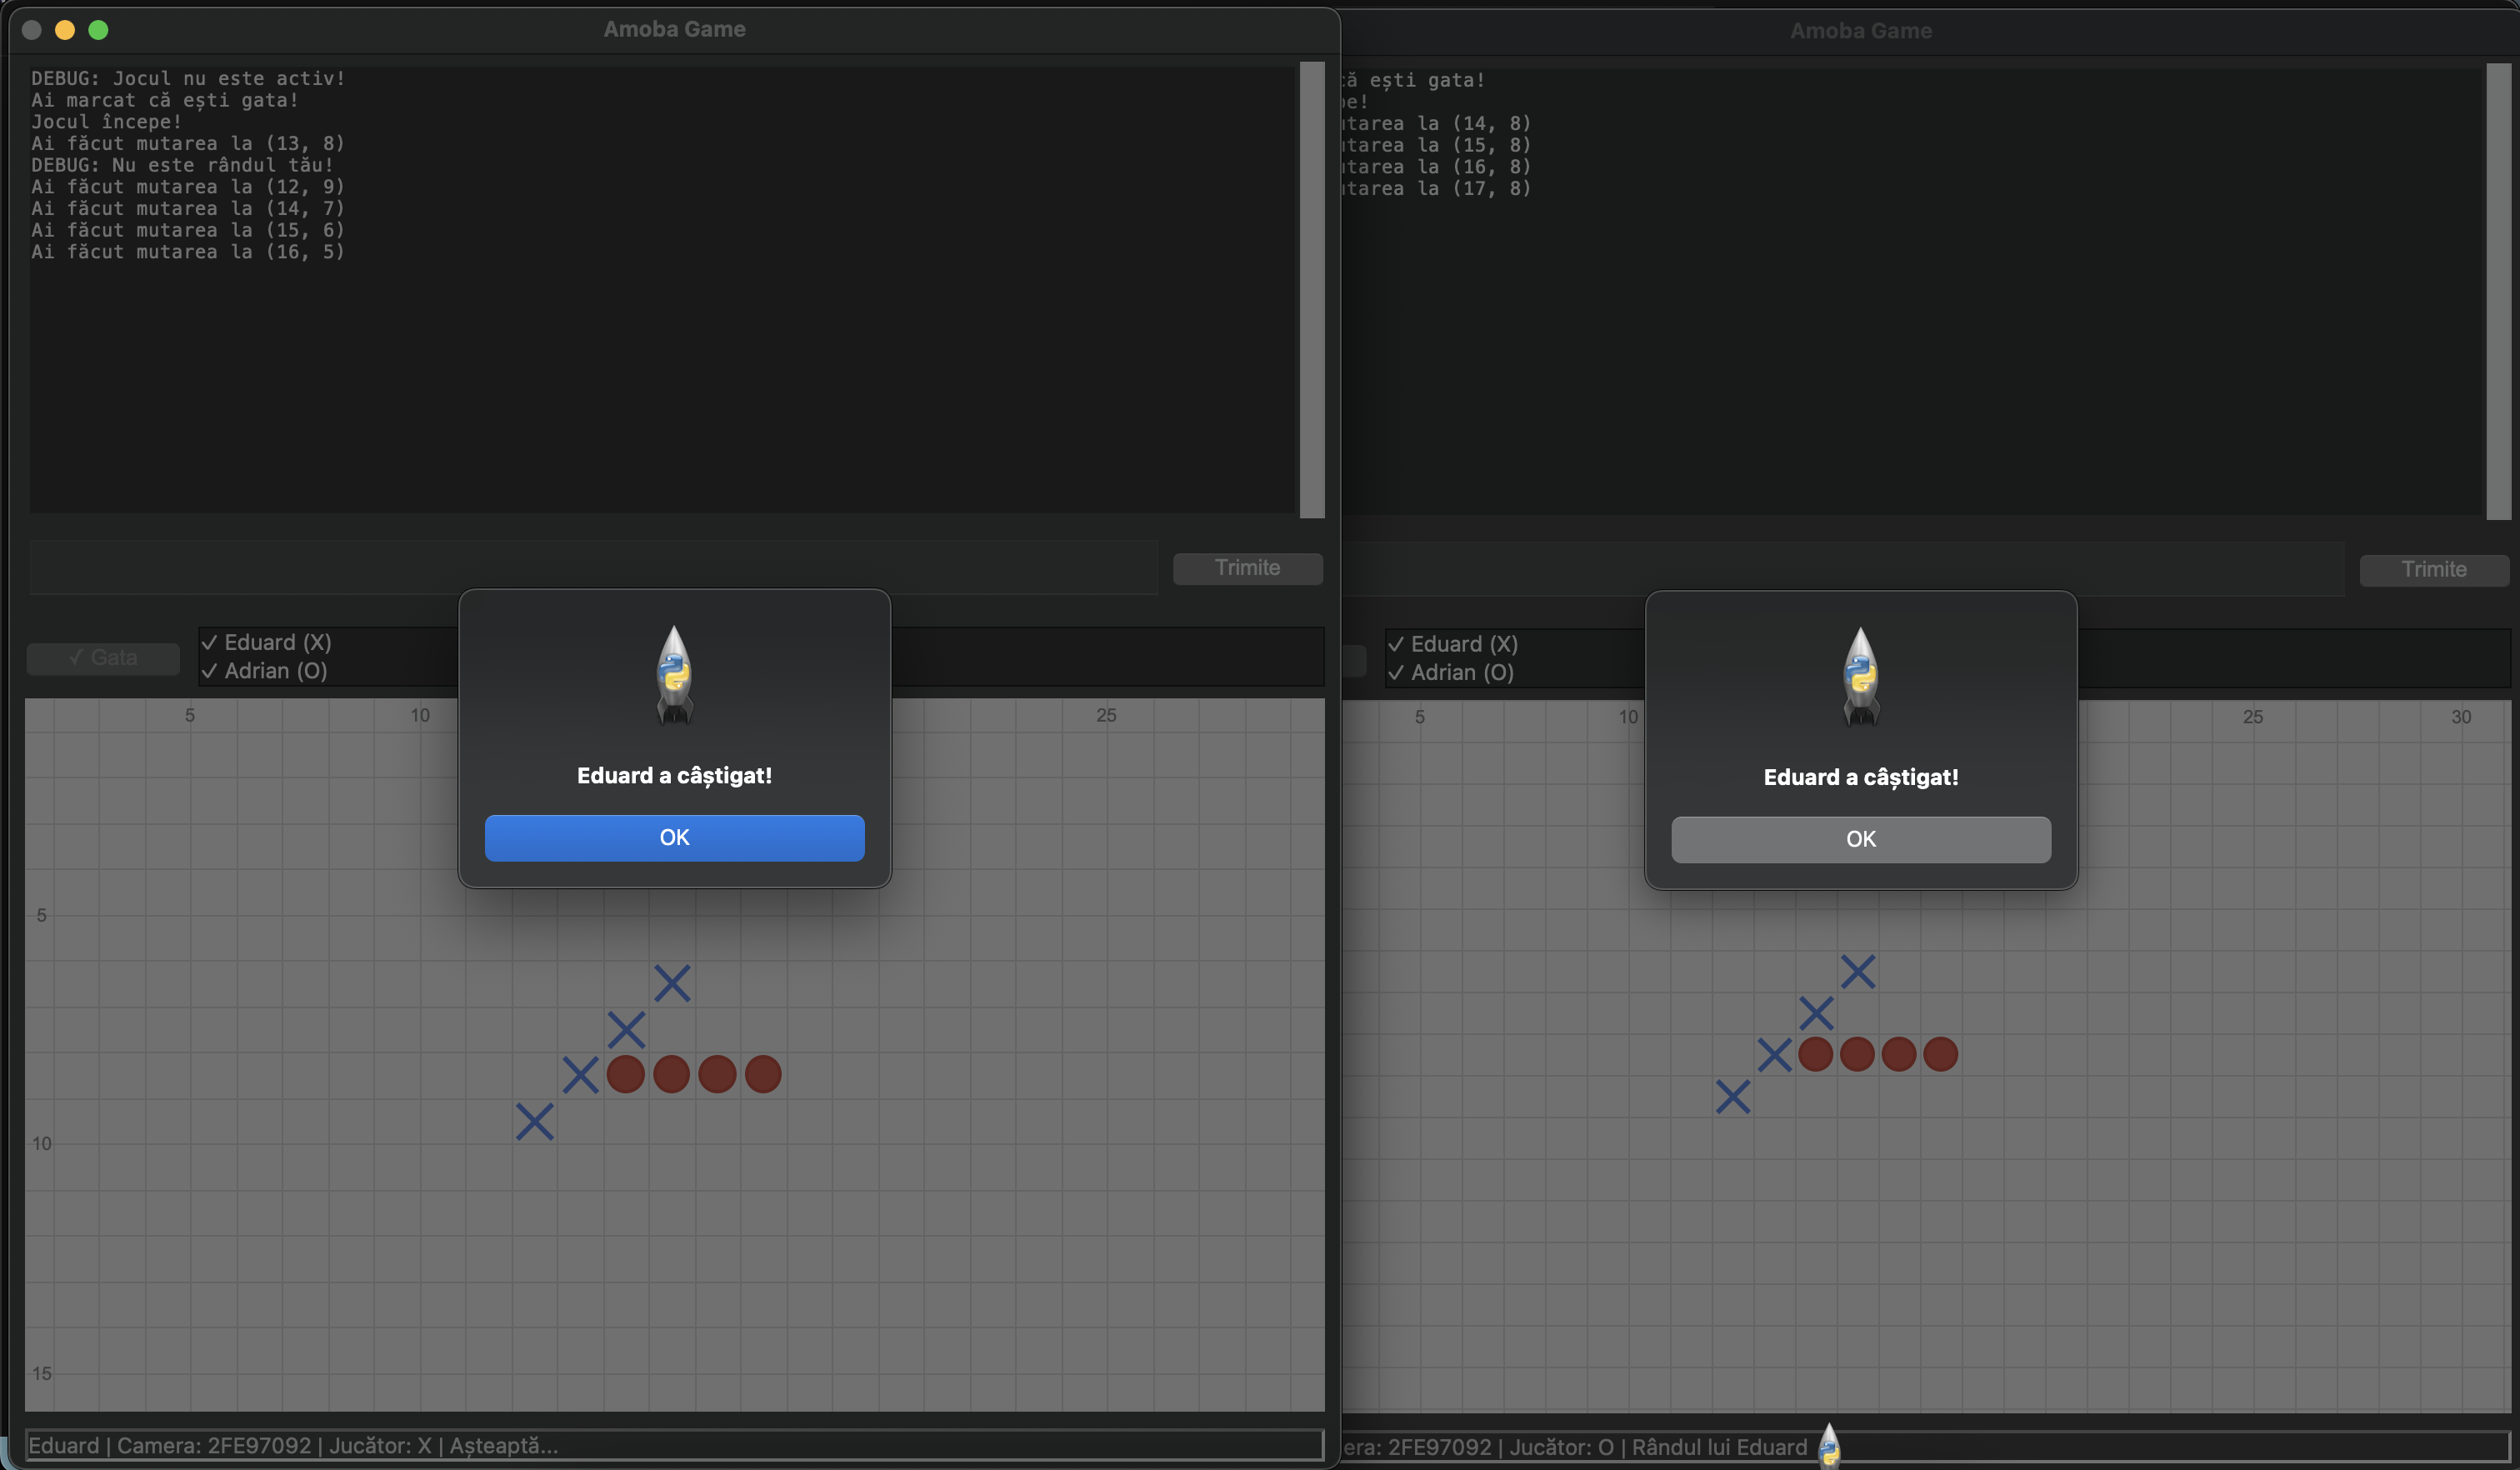 Amoba Game
DEBUG: Jocul nu este activ!
Ai marcat că ești gata!
Jocul începe!
Ai făcut mutarea la (13, 8)
DEBUG: Nu este rândul tău!
Ai făcut mutarea la (12, 9)
Ai făcut mutarea la (14, 7)
Ai făcut mutarea la (15, 6)
Ai făcut mutarea la (16, 5)
Trimite
✓ Gata
✓ Eduard (X)
✓ Adrian (O)
Eduard a câștigat!
OK
5 10 25
5
10
15
Eduard | Camera: 2FE97092 | Jucător: X | Așteaptă...
Amoba Game
că ești gata!
pe!
utarea la (14, 8)
utarea la (15, 8)
utarea la (16, 8)
utarea la (17, 8)
Trimite
✓ Eduard (X)
✓ Adrian (O)
Eduard a câștigat!
OK
5 10 25 30
era: 2FE97092 | Jucător: O | Rândul lui Eduard